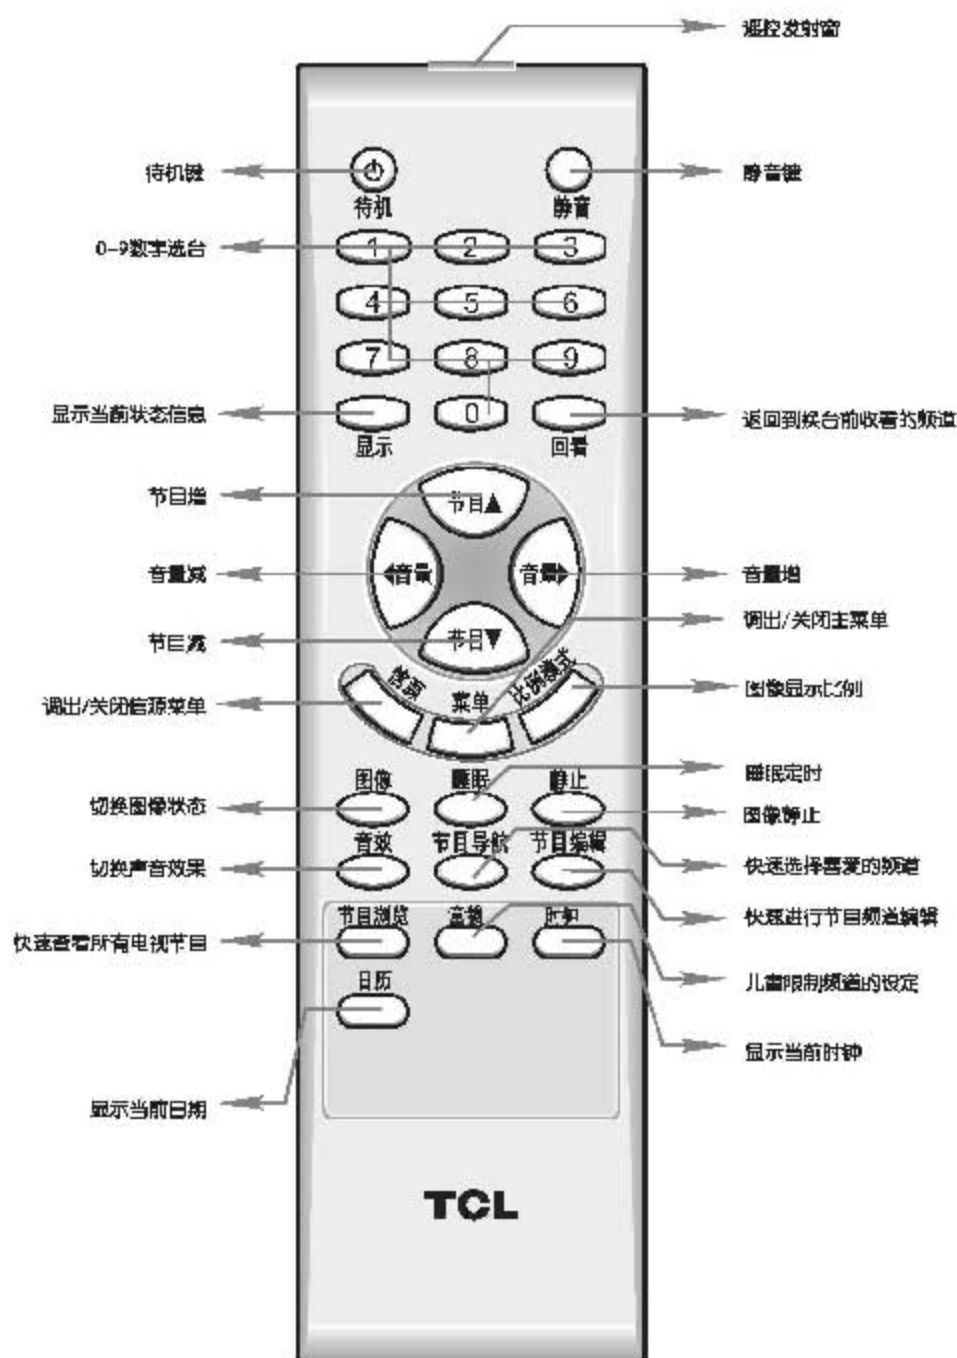 遥控发射窗
待机键
静音键
待机
静音
0-9数字选台
1 2 3
4 5 6
7 8 9
显示当前状态信息
0
返回到换台前收看的频道
显示
回看
节目增
节目▲
音量减
◀音量
音量▶
音量增
调出/关闭主菜单
节目减
节目▼
信源
菜单
比例模式
图像显示比例
调出/关闭信源菜单
图像
睡眠
静止
睡眠定时
切换图像状态
图像静止
音效
节目导航
节目编辑
切换声音效果
快速选择喜爱的频道
节目浏览
童锁
时钟
快速进行节目频道编辑
快速查看所有电视节目
日历
儿童限制频道的设定
显示当前时钟
显示当前日期
TCL